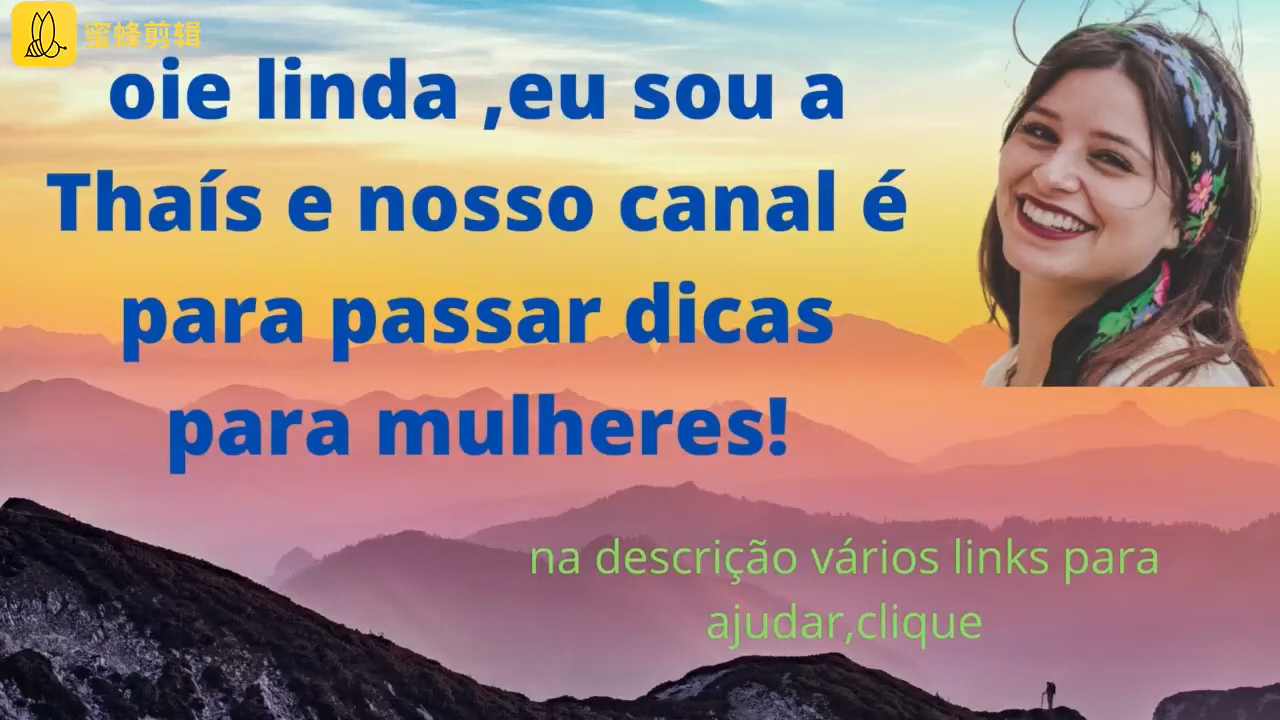 蜜蜂剪辑
oie linda ,eu sou a
Thaís e nosso canal é
para passar dicas
para mulheres!
na descrição vários links para
ajudar,clique